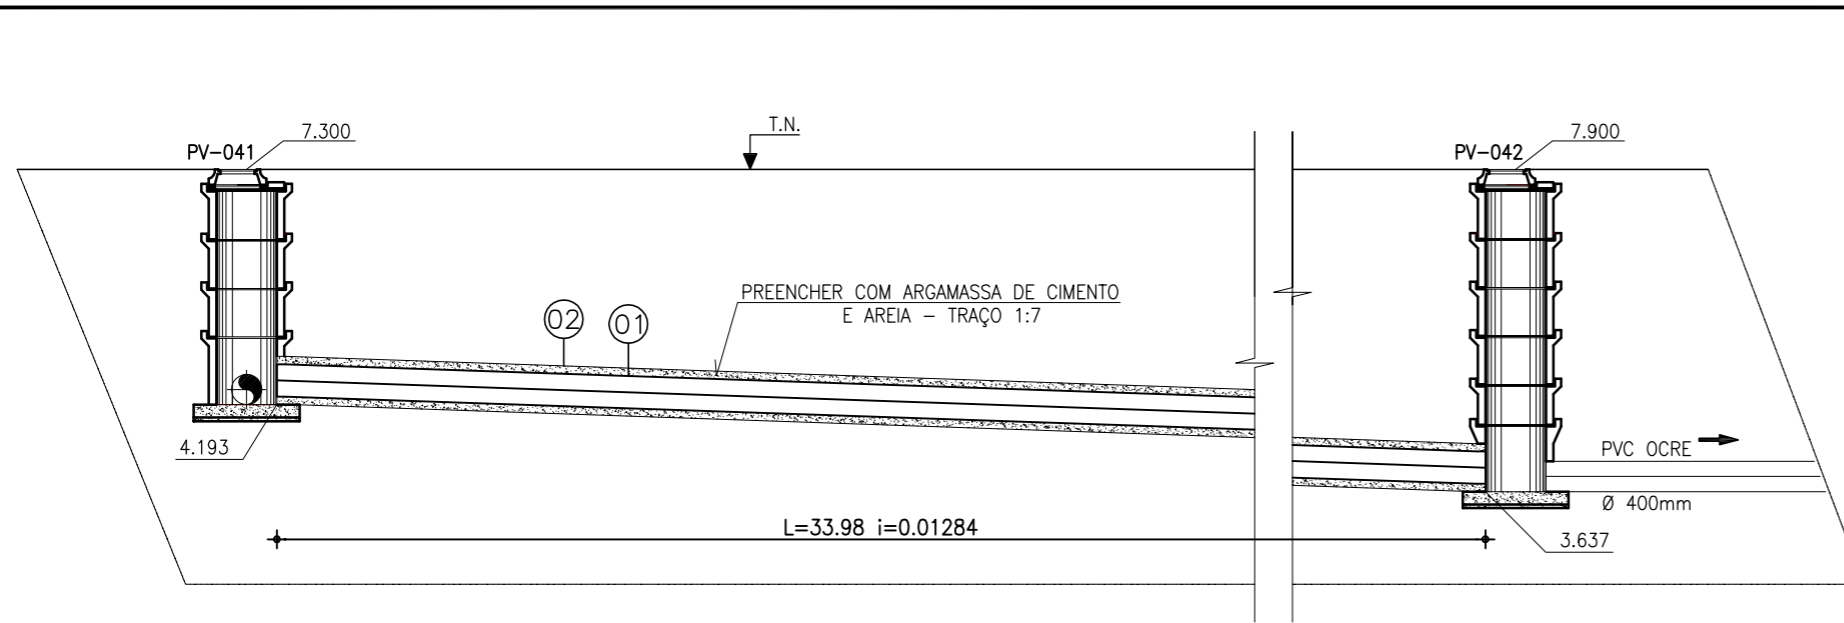 7.300
PV-041
T.N.
7.900
PV-042
PREENCHER COM ARGAMASSA DE CIMENTO
E AREIA - TRAÇO 1:7
02
01
4.193
PVC OCRE
Ø 400mm
L=33.98 i=0.01284
3.637